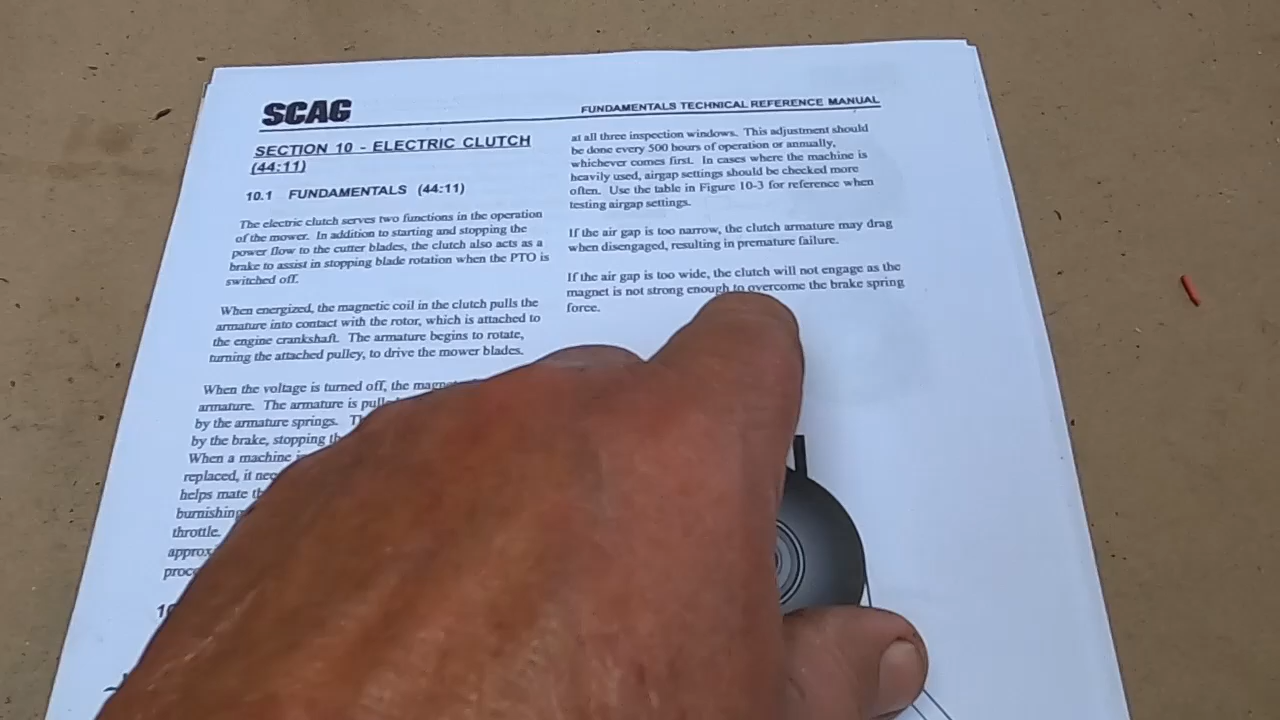 SCAG
FUNDAMENTALS TECHNICAL REFERENCE MANUAL
SECTION 10 - ELECTRIC CLUTCH
(44:11)
10.1 FUNDAMENTALS (44:11)
The electric clutch serves two functions in the operation
of the mower. In addition to starting and stopping the
power flow to the cutter blades, the clutch also acts as a
brake to assist in stopping blade rotation when the PTO is
switched off.
When energized, the magnetic coil in the clutch pulls the
armature into contact with the rotor, which is attached to
the engine crankshaft. The armature begins to rotate,
turning the attached pulley, to drive the mower blades.
When the voltage is turned off, the
armature. The armature is
by the armature springs.
by the brake, stopping
When a machine
replaced, it
helps mate
burnishing
throttle.
at all three inspection windows. This adjustment should
be done every 500 hours of operation or annually,
whichever comes first. In cases where the machine is
heavily used, airgap settings should be checked more
often. Use the table in Figure 10-3 for reference when
testing airgap settings.
If the air gap is too narrow, the clutch armature may drag
when disengaged, resulting in premature failure.
If the air gap is too wide, the clutch will not engage as the
magnet is not strong enough to overcome the brake spring
force.